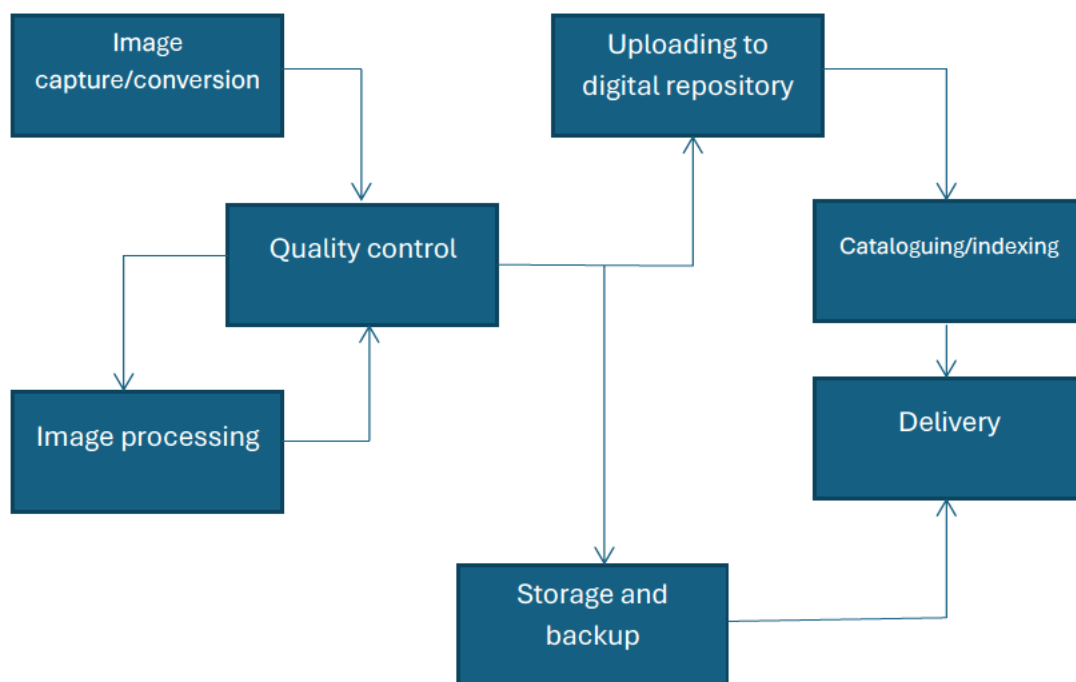 Image
capture/conversion
Uploading to
digital repository
Quality control
Cataloguing/indexing
Image processing
Delivery
Storage and
backup